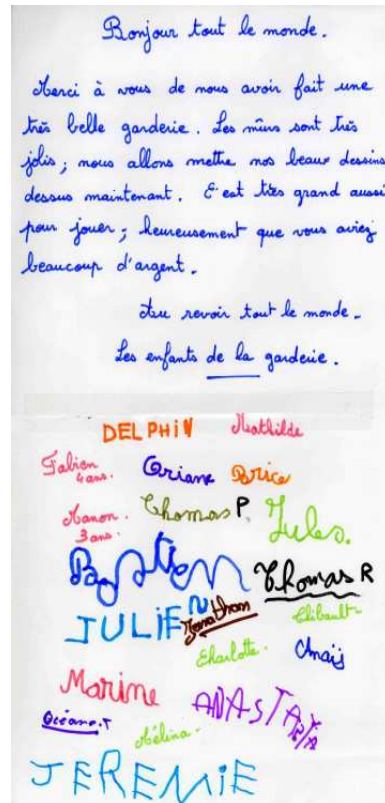 Bonjour tout le monde.
Merci à vous de nous avoir fait une
très belle garderie. Les mûrs sont très
jolis ; nous allons mettre nos beaux dessins
dessus maintenant. C'est très grand aussi
pour jouer ; heureusement que vous aviez
beaucoup d'argent.
Au revoir tout le monde.
Les enfants de la garderie.
DELPHIN Mathilde
Fabien 4 ans. Oriane Brice
Manon. 3 ans. Thomas P. Jules.
Bastien Thomas R
JULIEN Jonathan Thibault
Charlotte. Anaïs
Marine ANASTASIA
Océane.T Mélina.
JEREMIE